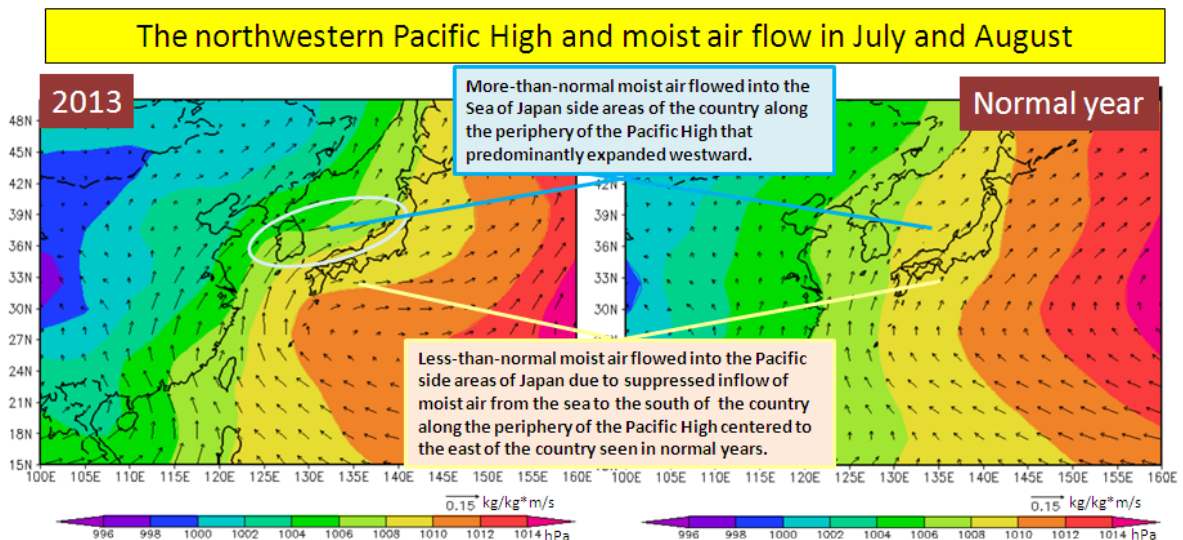 The northwestern Pacific High and moist air flow in July and August
2013
More-than-normal moist air flowed into the
Sea of Japan side areas of the country along
the periphery of the Pacific High that
predominantly expanded westward.
Normal year
48N
45N
42N
39N
36N
33N
30N
27N
24N
21N
18N
15N
42N
39N
36N
33N
30N
27N
Less-than-normal moist air flowed into the Pacific
side areas of Japan due to suppressed inflow of
moist air from the sea to the south of the country
along the periphery of the Pacific High centered to
the east of the country seen in normal years.
100E 105E 110E 115E 120E 125E 130E 135E 140E 145E 150E 155E 160E
100E 105E 110E 115E 120E 125E 130E 135E 140E 145E 150E 155E 160E
0.15 kg/kg*m/s
0.15 kg/kg*m/s
996 998 1000 1002 1004 1006 1008 1010 1012 1014 hPa
996 998 1000 1002 1004 1006 1008 1010 1012 1014 hPa